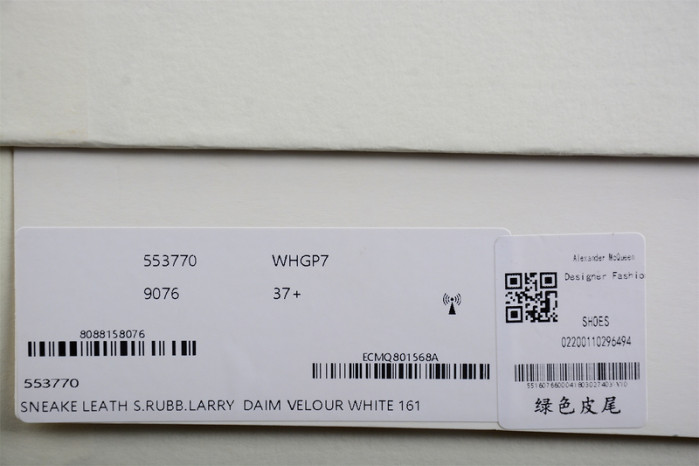 553770 WHGP7
9076 37+
8088158076
ECMQ801568A
553770
SNEAKE LEATH S.RUBB.LARRY DAIM VELOUR WHITE 161
Alexander McQueen
Designer Fashio
SHOES
02200110296494
绿色皮尾